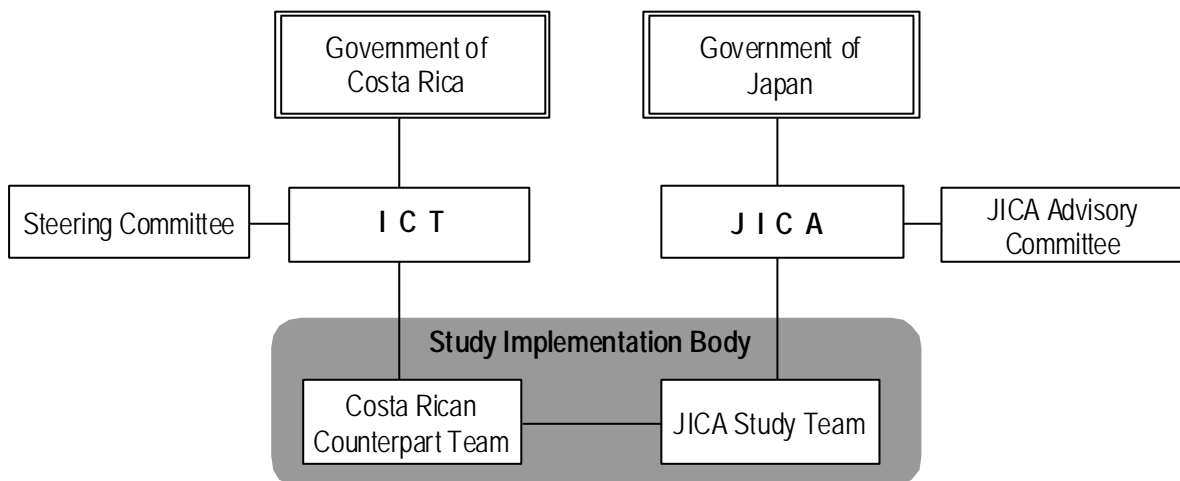 Government of
Costa Rica
Government of
Japan
Steering Committee
I C T
J I C A
JICA Advisory
Committee
Study Implementation Body
Costa Rican
Counterpart Team
JICA Study Team